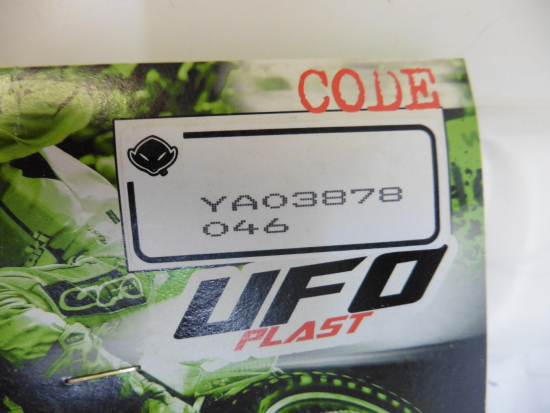 CODE
YA03878
046
UFO
PLAST